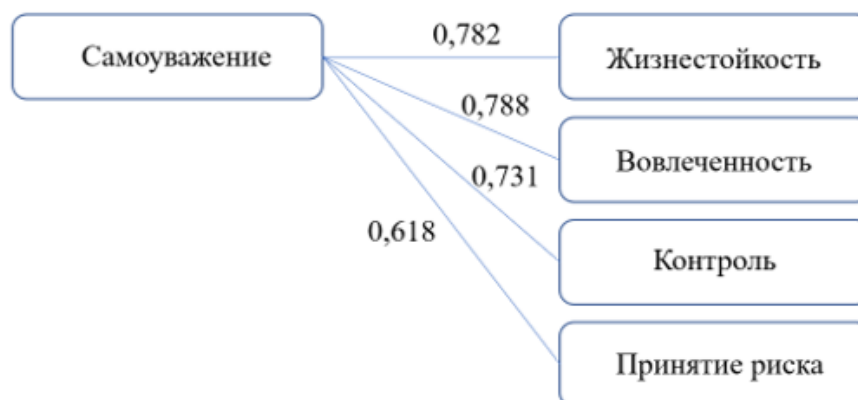 Самоуважение
0,782
Жизнестойкость
0,788
Вовлеченность
0,731
Контроль
0,618
Принятие риска